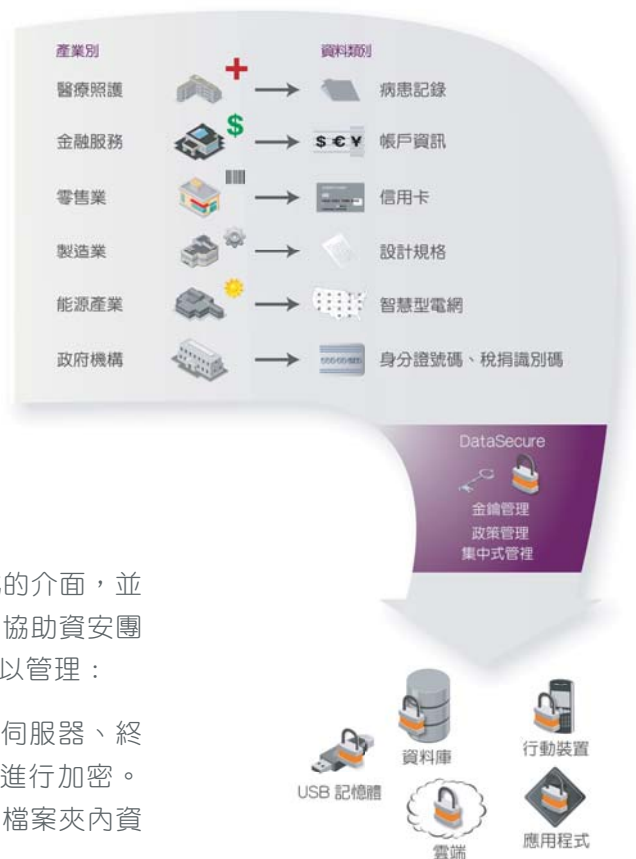 產業別 資料類別
醫療照護 病患記錄
金融服務 $ $ € ¥ 帳戶資訊
零售業 信用卡
製造業 設計規格
能源產業 智慧型電網
政府機構 身分證號碼、稅捐識別碼
DataSecure
金鑰管理
政策管理
集中式管裡
的介面，並
協助資安團
以管理：
伺服器、終
進行加密。
檔案夾內資
資料庫
行動裝置
USB 記憶體
雲端
應用程式